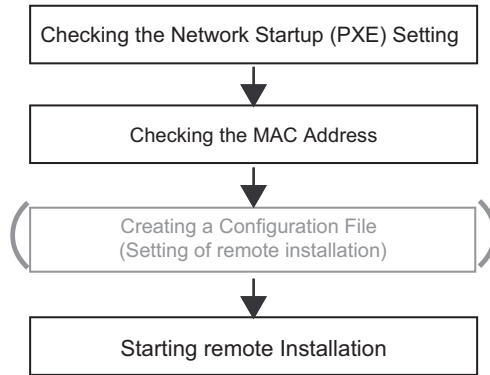 Checking the Network Startup (PXE) Setting
Checking the MAC Address
Creating a Configuration File
(Setting of remote installation)
Starting remote Installation